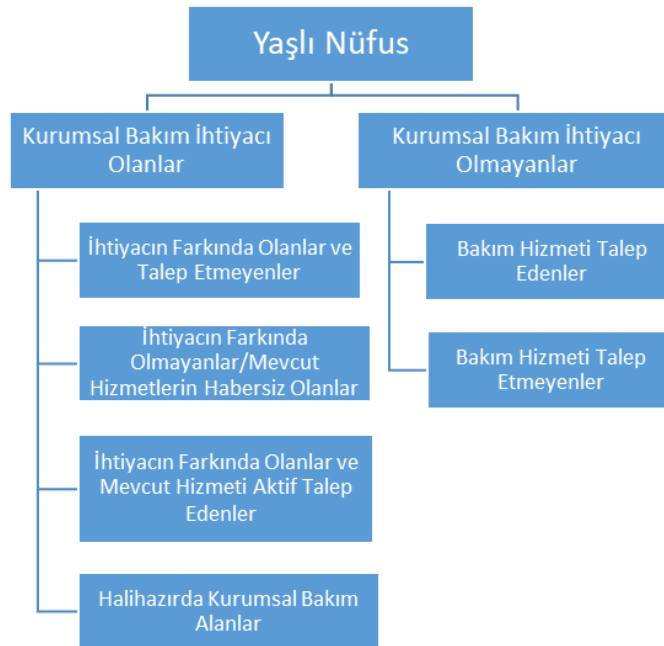 Yaşlı Nüfus
Kurumsal Bakım İhtiyacı
Olanlar
Kurumsal Bakım İhtiyacı
Olmayanlar
İhtiyacın Farkında Olanlar ve
Talep Etmeyenler
İhtiyacın Farkında
Olmayanlar/Mevcut
Hizmetlerin Habersiz Olanlar
İhtiyacın Farkında Olanlar ve
Mevcut Hizmeti Aktif Talep
Edenler
Halihazırda Kurumsal Bakım
Alanlar
Bakım Hizmeti Talep
Edenler
Bakım Hizmeti Talep
Etmeyenler